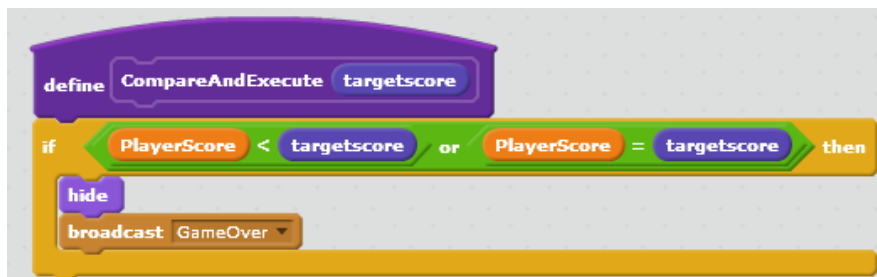 define CompareAndExecute targetscore
if PlayerScore < targetscore or PlayerScore = targetscore then
hide
broadcast GameOver